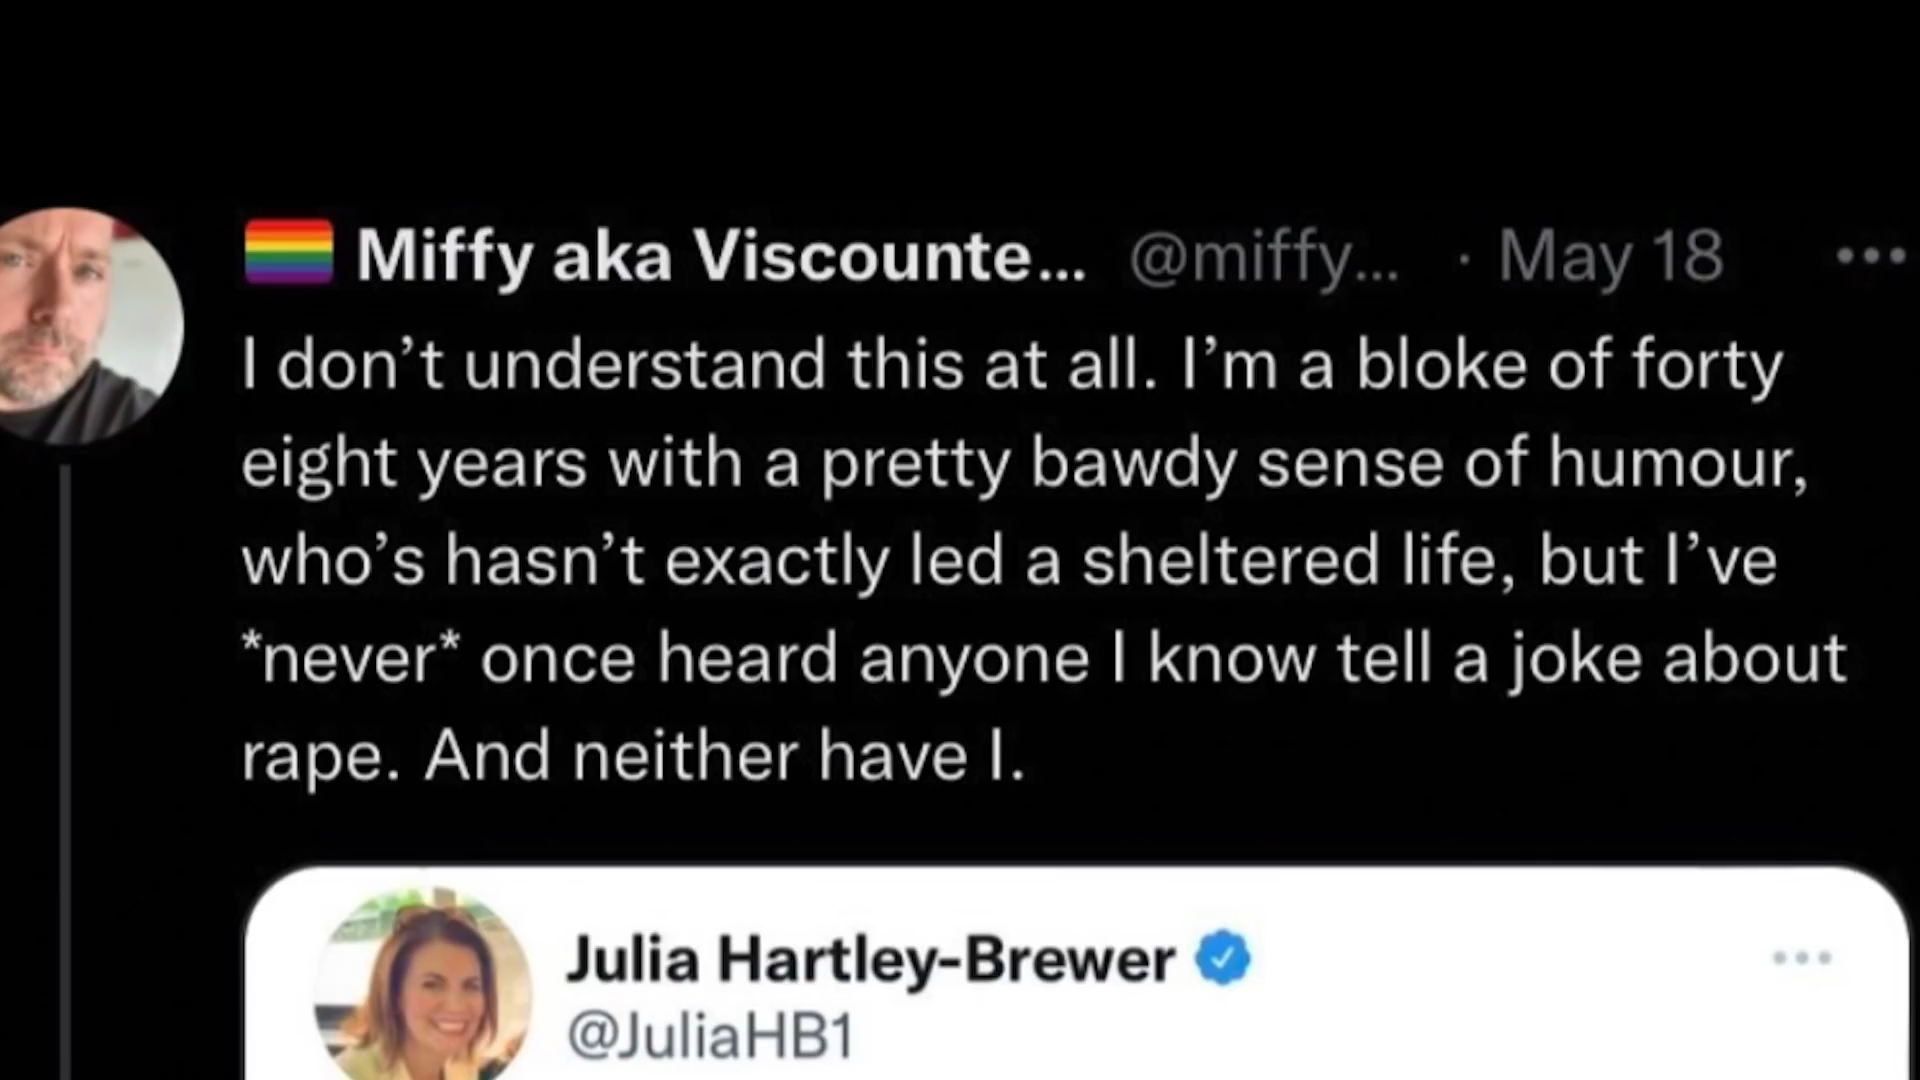 Miffy aka Viscounte... @miffy... · May 18
I don’t understand this at all. I’m a bloke of forty
eight years with a pretty bawdy sense of humour,
who’s hasn’t exactly led a sheltered life, but I’ve
*never* once heard anyone I know tell a joke about
rape. And neither have I.
Julia Hartley-Brewer
@JuliaHB1